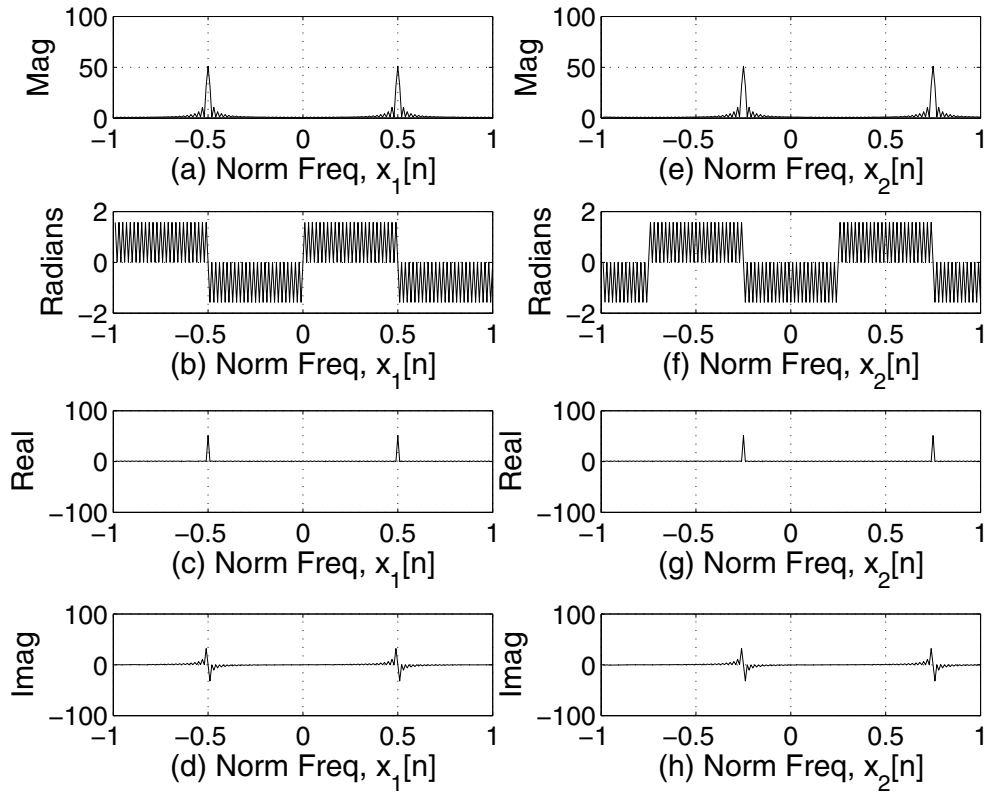 100
50
0
Mag
−1 −0.5 0 0.5 1
(a) Norm Freq, x1[n]
100
50
0
Mag
−1 −0.5 0 0.5 1
(e) Norm Freq, x2[n]
2
0
−2
Radians
−1 −0.5 0 0.5 1
(b) Norm Freq, x1[n]
2
0
−2
Radians
−1 −0.5 0 0.5 1
(f) Norm Freq, x2[n]
100
0
−100
Real
−1 −0.5 0 0.5 1
(c) Norm Freq, x1[n]
100
0
−100
Real
−1 −0.5 0 0.5 1
(g) Norm Freq, x2[n]
100
0
−100
Imag
−1 −0.5 0 0.5 1
(d) Norm Freq, x1[n]
100
0
−100
Imag
−1 −0.5 0 0.5 1
(h) Norm Freq, x2[n]